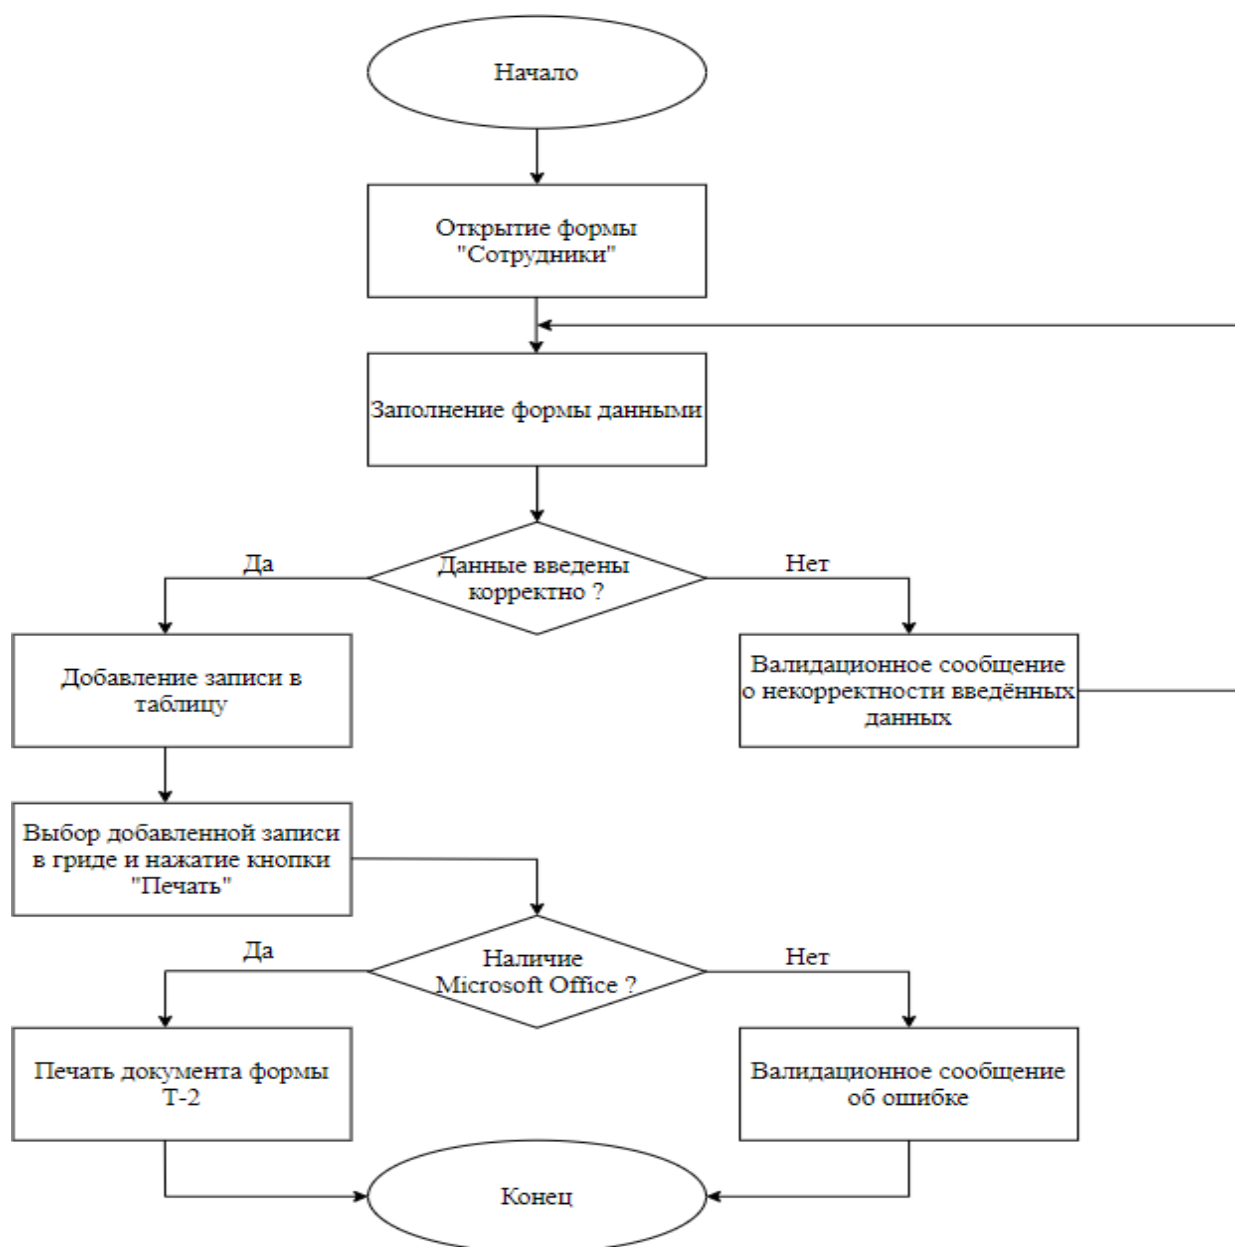 Начало
Открытие формы
"Сотрудники"
Заполнение формы данными
Данные введены
корректно ?
Да
Нет
Добавление записи в
таблицу
Валидационное сообщение
о некорректности введённых
данных
Выбор добавленной записи
в гриде и нажатие кнопки
"Печать"
Наличие
Microsoft Office ?
Да
Нет
Печать документа формы
Т-2
Валидационное сообщение
об ошибке
Конец